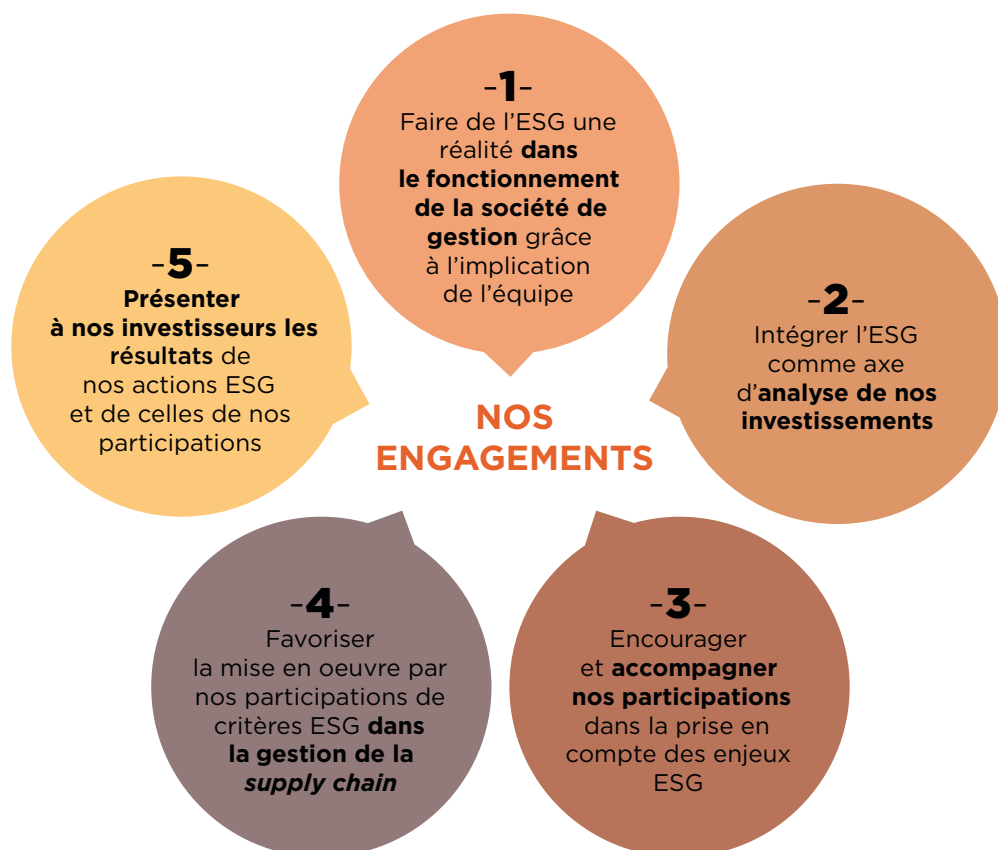 -1-
Faire de l'ESG une
réalité dans
le fonctionnement
de la société de
gestion grâce
à l'implication
de l'équipe
-2-
Intégrer l'ESG
comme axe
d'analyse de nos
investissements
-3-
Encourager
et accompagner
nos participations
dans la prise en
compte des enjeux
ESG
-4-
Favoriser
la mise en oeuvre par
nos participations de
critères ESG dans
la gestion de la
supply chain
-5-
Présenter
à nos investisseurs les
résultats de
nos actions ESG
et de celles de nos
participations
NOS
ENGAGEMENTS